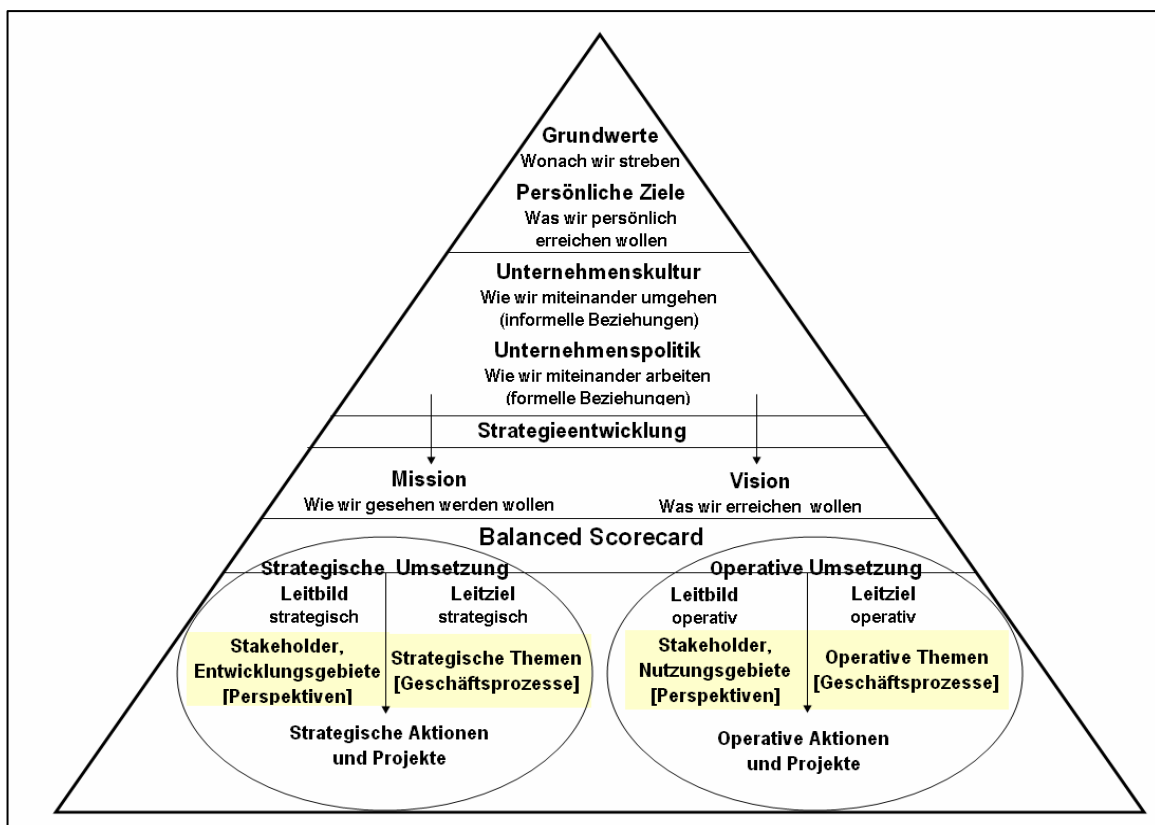 Grundwerte
Wonach wir streben
Persönliche Ziele
Was wir persönlich
erreichen wollen
Unternehmenskultur
Wie wir miteinander umgehen
(informelle Beziehungen)
Unternehmenspolitik
Wie wir miteinander arbeiten
(formelle Beziehungen)
Strategieentwicklung
Mission
Wie wir gesehen werden wollen
Vision
Was wir erreichen wollen
Balanced Scorecard
Strategische Umsetzung
Leitbild
strategisch
Leitziel
strategisch
Stakeholder,
Entwicklungsgebiete
[Perspektiven]
Strategische Themen
[Geschäftsprozesse]
Strategische Aktionen
und Projekte
Operative Umsetzung
Leitbild
operativ
Leitziel
operativ
Stakeholder,
Nutzungsgebiete
[Perspektiven]
Operative Themen
[Geschäftsprozesse]
Operative Aktionen
und Projekte